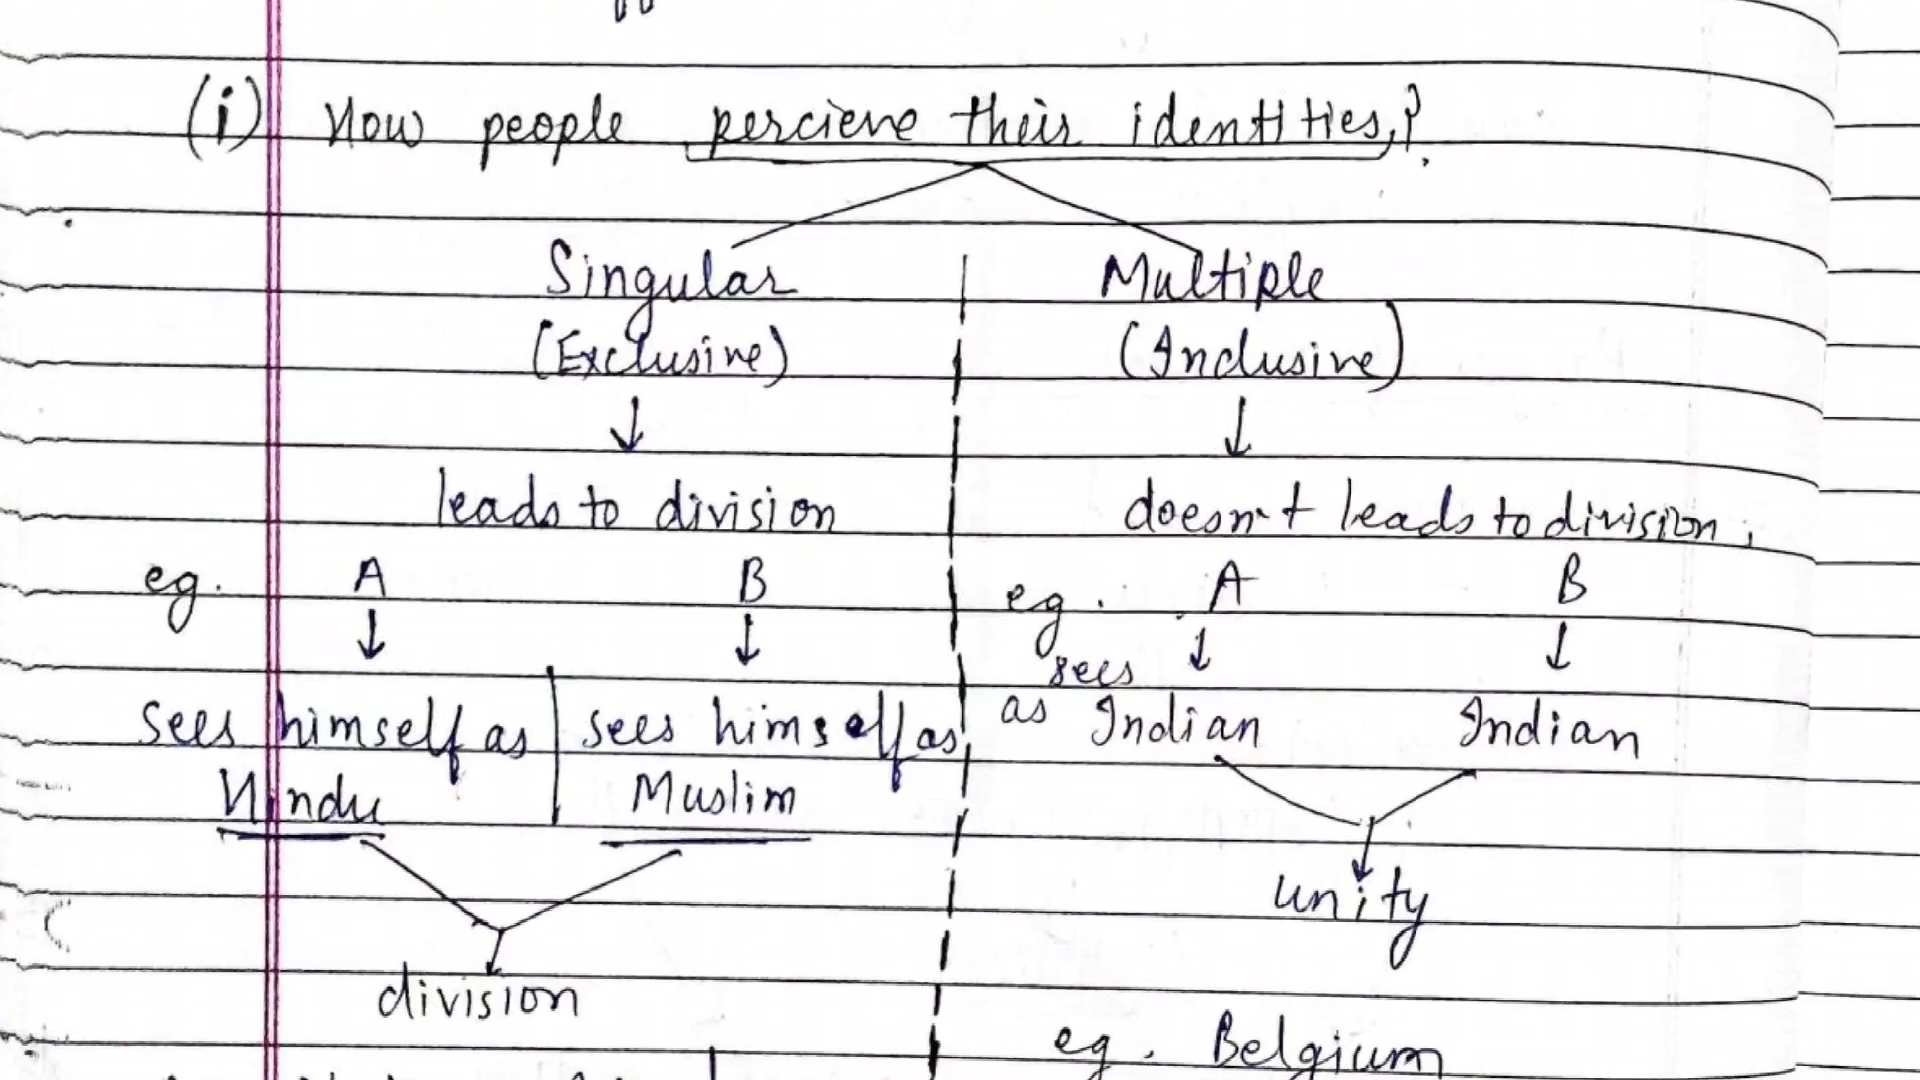 (i) How people percieve their identities,?
Singular
Multiple
(Exclusive)
(Inclusive)
leads to division
doesn't leads to division,
eg. A B
eg. A B
sees himself as
Hindu
sees himself as
Muslim
sees
as Indian
Indian
division
unity
eg. Belgium